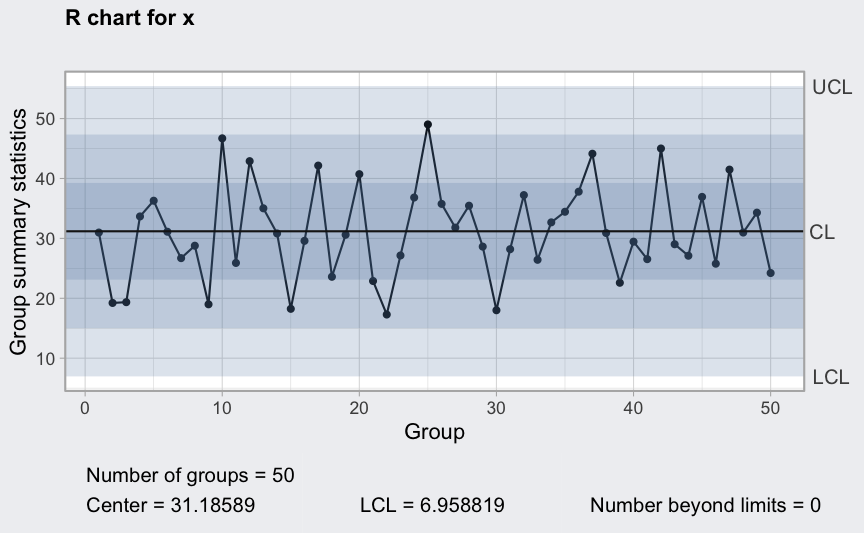 R chart for x
UCL
50
40
30
20
10
CL
LCL
Group summary statistics
0 10 20 30 40 50
Group
Number of groups = 50
Center = 31.18589 LCL = 6.958819 Number beyond limits = 0